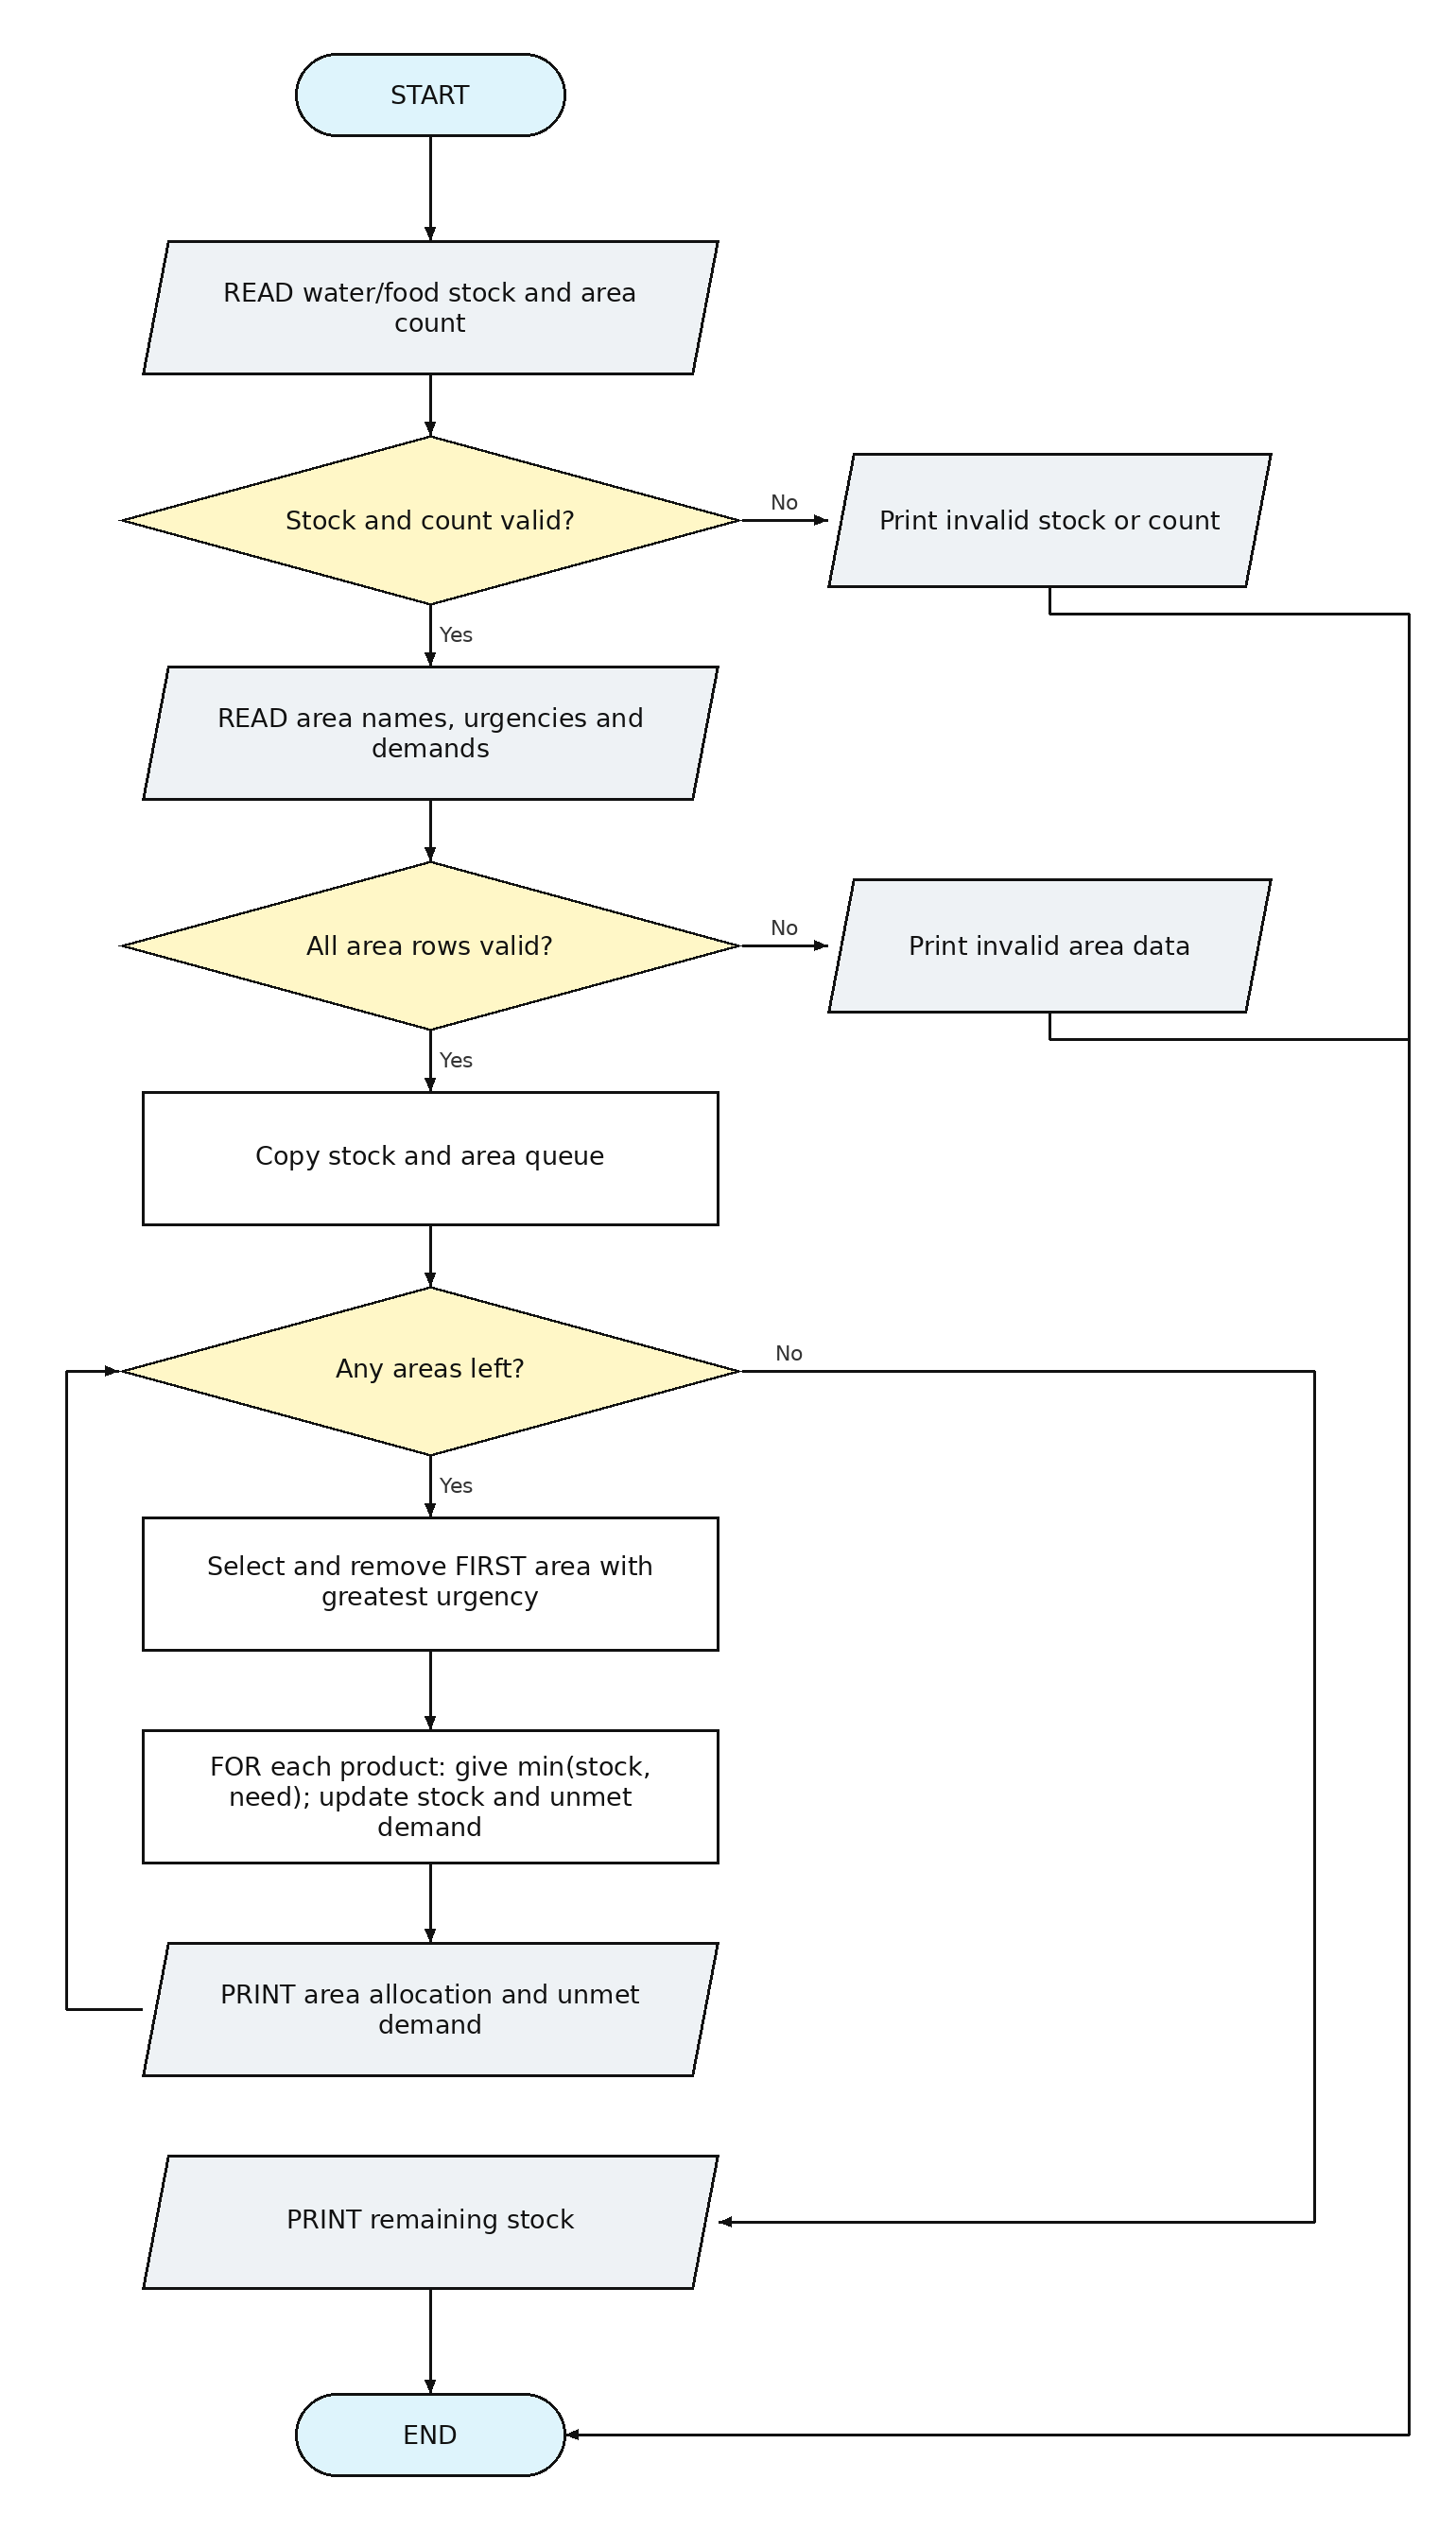 START
READ water/food stock and area
count
Stock and count valid?
No
Print invalid stock or count
Yes
READ area names, urgencies and
demands
All area rows valid?
No
Print invalid area data
Yes
Copy stock and area queue
Any areas left?
No
Yes
Select and remove FIRST area with
greatest urgency
FOR each product: give min(stock,
need); update stock and unmet
demand
PRINT area allocation and unmet
demand
PRINT remaining stock
END